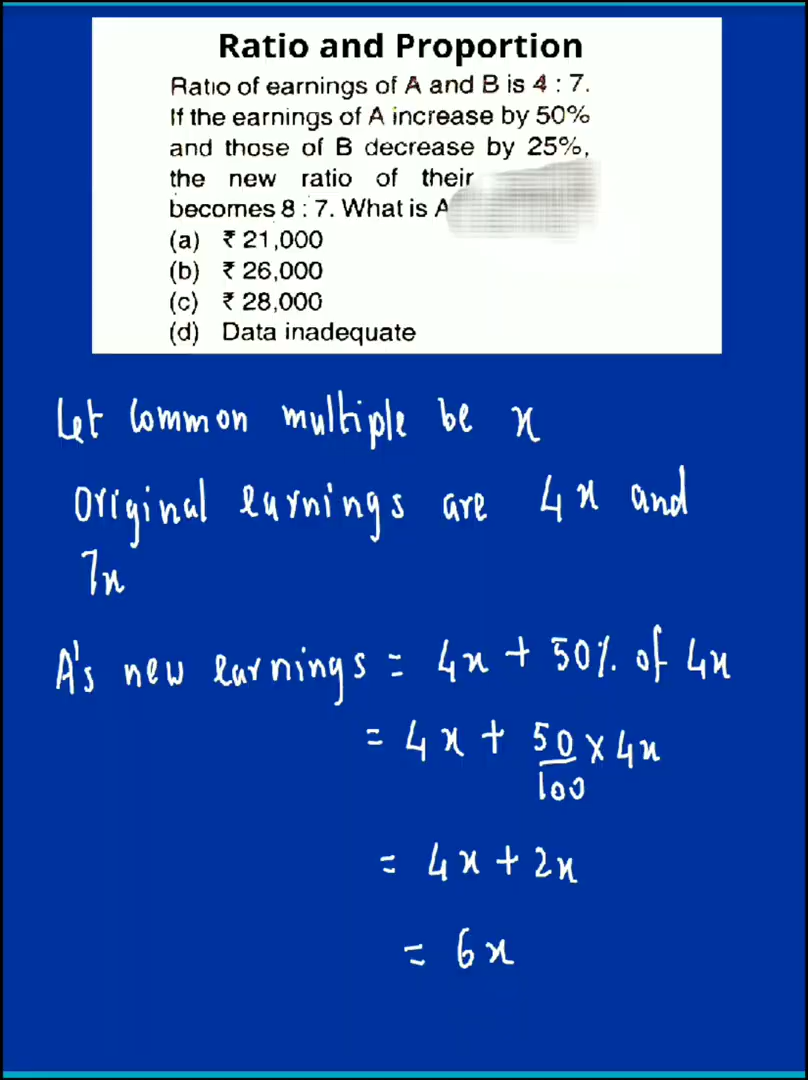 Ratio and Proportion
Ratio of earnings of A and B is 4 : 7.
If the earnings of A increase by 50%
and those of B decrease by 25%,
the new ratio of their
becomes 8 : 7. What is A
(a) ₹ 21,000
(b) ₹ 26,000
(c) ₹ 28,000
(d) Data inadequate
Let common multiple be x
Original earnings are 4x and
7x
A's new earnings = 4x + 50% of 4x
= 4x + 50/100 × 4x
= 4x + 2x
= 6x